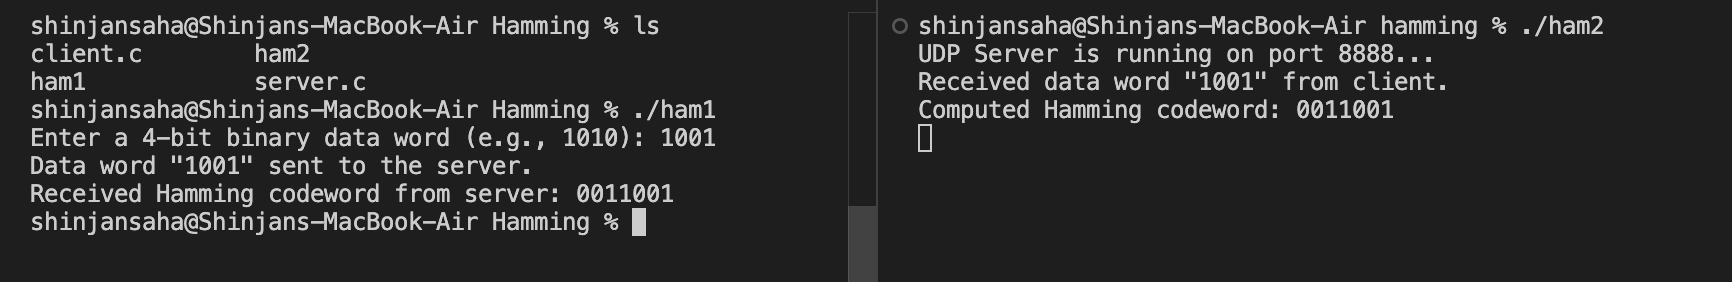 shinjansaha@Shinjans-MacBook-Air Hamming % ls
client.c        ham2
ham1            server.c
shinjansaha@Shinjans-MacBook-Air Hamming % ./ham1
Enter a 4-bit binary data word (e.g., 1010): 1001
Data word "1001" sent to the server.
Received Hamming codeword from server: 0011001
shinjansaha@Shinjans-MacBook-Air Hamming %
shinjansaha@Shinjans-MacBook-Air hamming % ./ham2
UDP Server is running on port 8888...
Received data word "1001" from client.
Computed Hamming codeword: 0011001